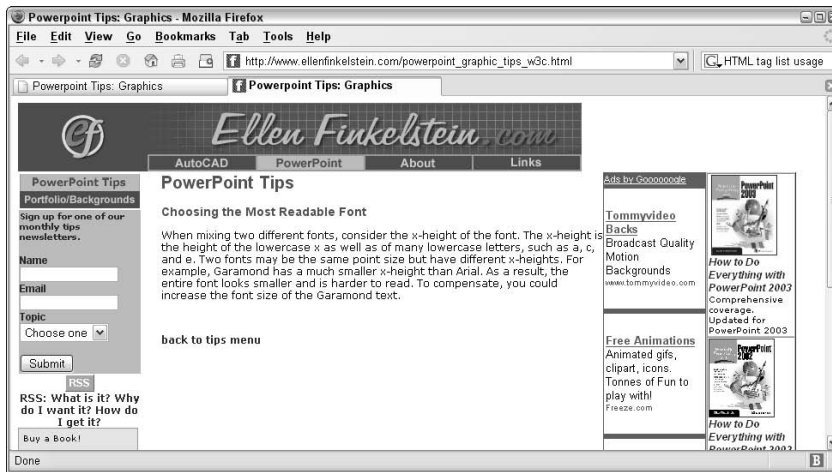 Powerpoint Tips: Graphics - Mozilla Firefox
File Edit View Go Bookmarks Tab Tools Help
http://www.ellenfinkelstein.com/powerpoint_graphic_tips_w3c.html
HTML tag list usage
Powerpoint Tips: Graphics
Powerpoint Tips: Graphics
Ellen Finkelstein.com
AutoCAD PowerPoint About Links
PowerPoint Tips
Portfolio/Backgrounds
Sign up for one of our
monthly tips
newsletters.
Name
Email
Topic
Choose one
Submit
RSS
RSS: What is it? Why
do I want it? How do
I get it?
Buy a Book!
PowerPoint Tips
Choosing the Most Readable Font
When mixing two different fonts, consider the x-height of the font. The x-height is
the height of the lowercase x as well as of many lowercase letters, such as a, c,
and e. Two fonts may be the same point size but have different x-heights. For
example, Garamond has a much smaller x-height than Arial. As a result, the
entire font looks smaller and is harder to read. To compensate, you could
increase the font size of the Garamond text.
back to tips menu
Ads by Goooooogle
Tommyvideo
Backs
Broadcast Quality
Motion
Backgrounds
www.tommyvideo.com
Free Animations
Animated gifs,
clipart, icons.
Tonnes of Fun to
play with!
Freeze.com
PowerPoint
2003
How to Do
Everything with
PowerPoint 2003
Comprehensive
coverage.
Updated for
PowerPoint 2003
PowerPoint
2002
How to Do
Everything with
PowerPoint 2002
Done